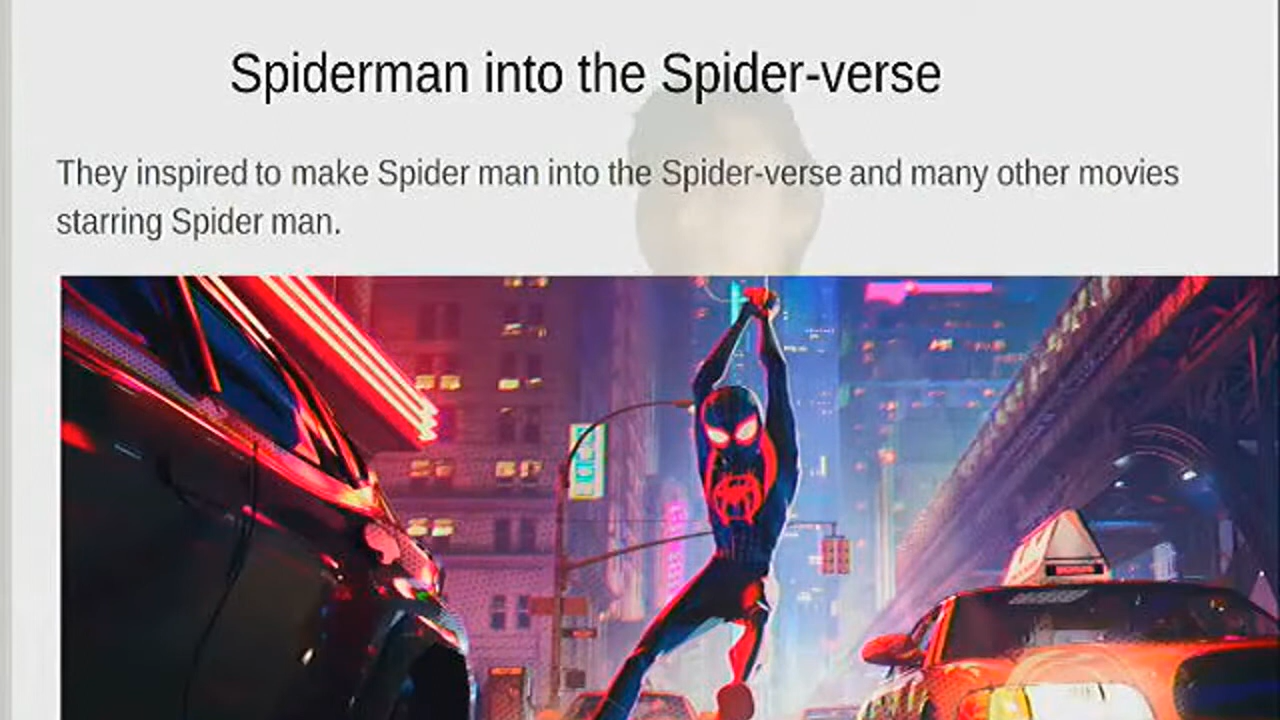 Spiderman into the Spider-verse
They inspired to make Spider man into the Spider-verse and many other movies
starring Spider man.